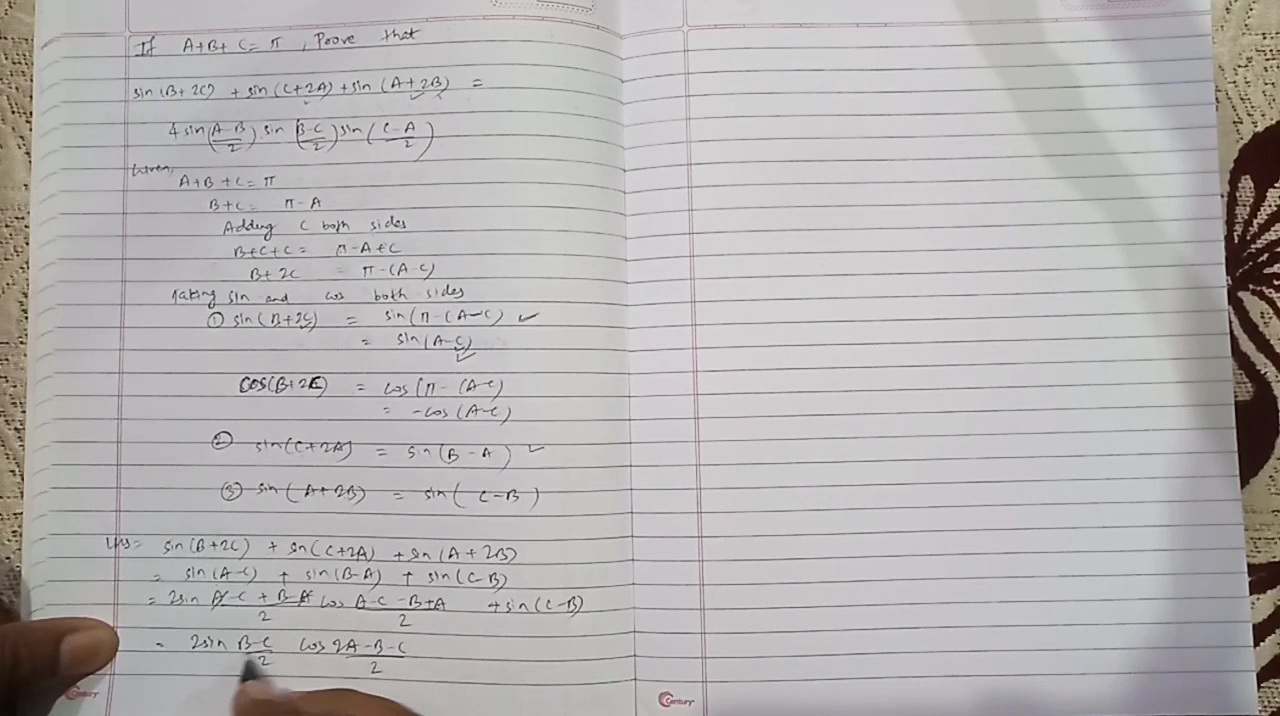 If A+B+C=π, Prove that
sin(B+2C) + sin(C+2A) + sin(A+2B) =
4 sin(A-B/2) sin(B-C/2) sin(C-A/2)
Given,
A+B+C=π
B+C= π-A
Adding C both sides
B+C+C= π-A+C
B+2C = π-(A-C)
Taking sin and cos both sides
① sin(B+2C) = sin(π-(A-C) ✓
= sin(A-C) ✓
cos(B+2C) = cos(π-(A-C)
= -cos(A-C)
② sin(C+2A) = sin(B-A) ✓
③ sin(A+2B) = sin(C-B)
LHS= sin(B+2C) + sin(C+2A) + sin(A+2B)
= sin(A-C) + sin(B-A) + sin(C-B)
= 2sin A-C+B-A/2 cos A-C-B+A/2 + sin(C-B)
= 2sin B-C/2 cos 2A-B-C/2
Century
Century